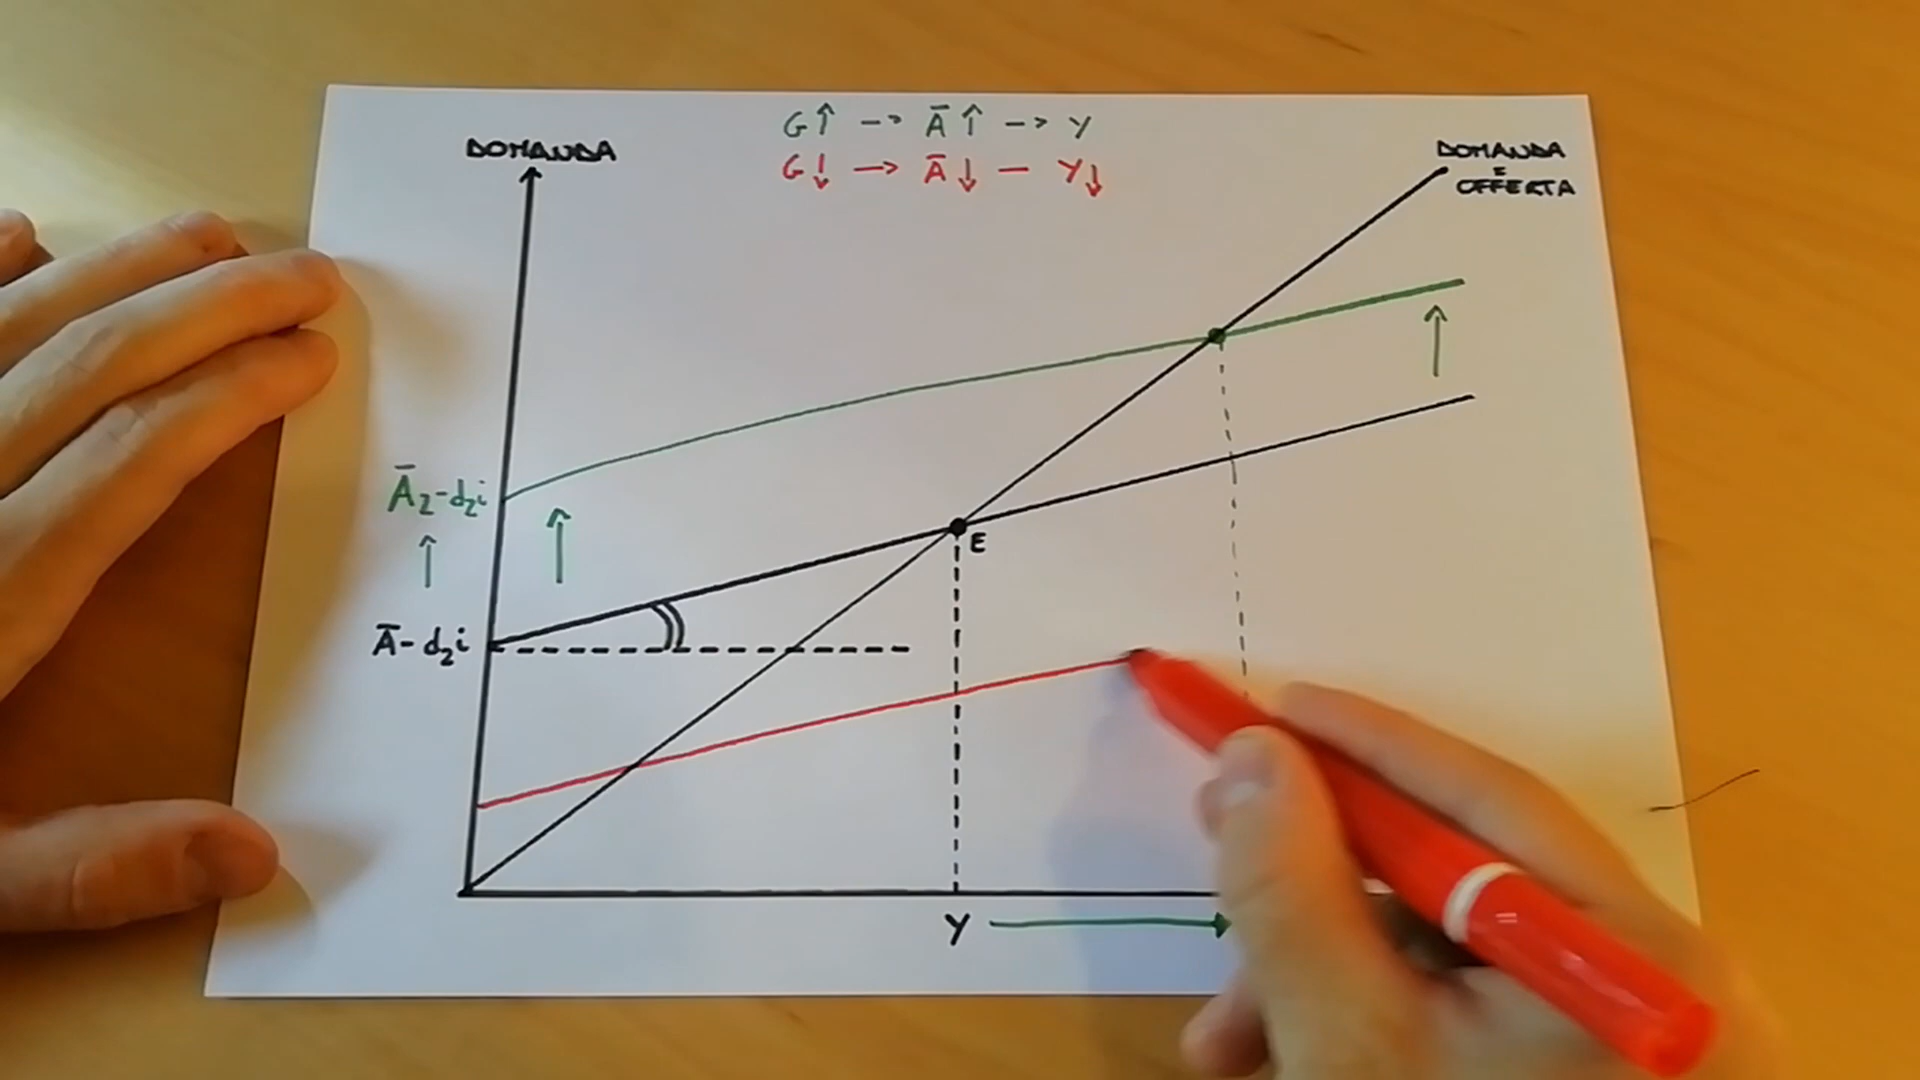 G↑ -> Ā↑ -> Y
G↓ -> Ā↓ - Y↓
DOMANDA
DOMANDA
=
OFFERTA
Ā2-d2i
↑
Ā-d2i
E
Y